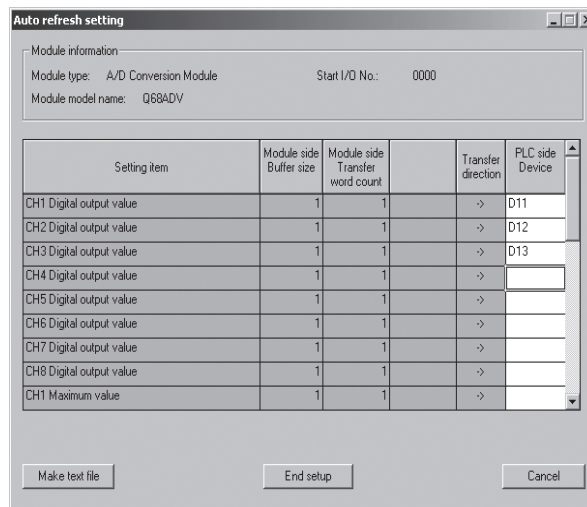 Auto refresh setting
Module information
Module type: A/D Conversion Module Start I/O No.: 0000
Module model name: Q68ADV
Setting item Module side Buffer size Module side Transfer word count Transfer direction PLC side Device
CH1 Digital output value 1 1 -> D11
CH2 Digital output value 1 1 -> D12
CH3 Digital output value 1 1 -> D13
CH4 Digital output value 1 1 ->
CH5 Digital output value 1 1 ->
CH6 Digital output value 1 1 ->
CH7 Digital output value 1 1 ->
CH8 Digital output value 1 1 ->
CH1 Maximum value 1 1 ->
Make text file End setup Cancel